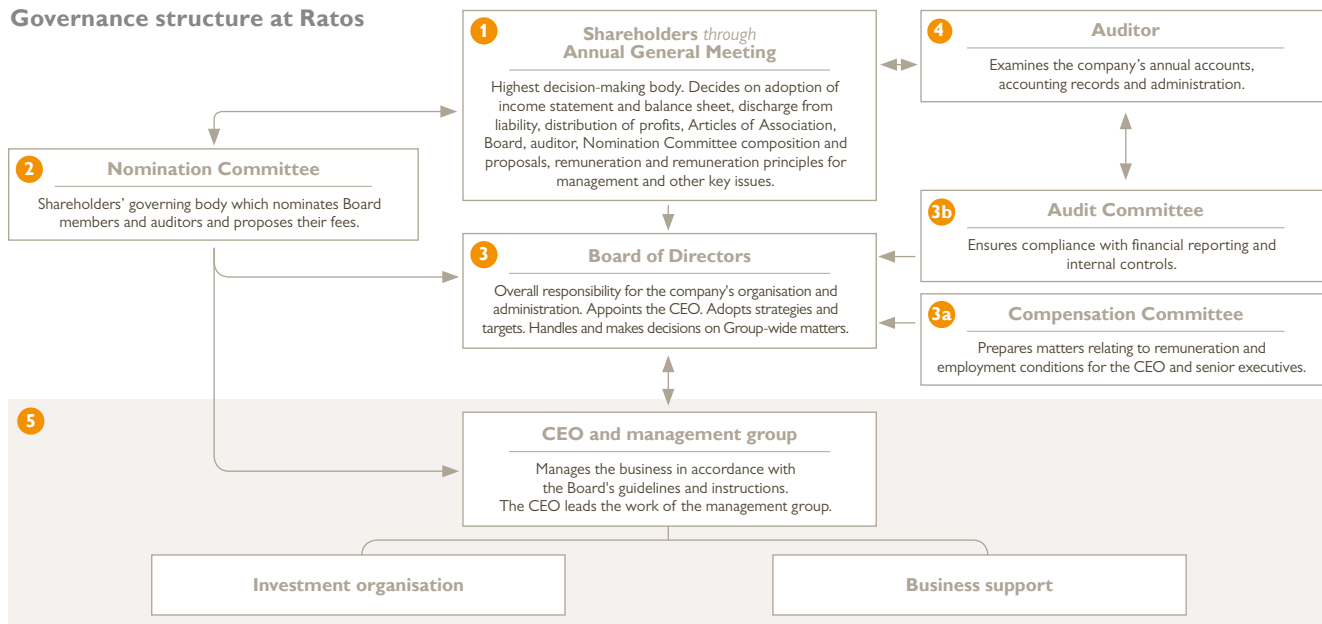 Governance structure at Ratos
1
Shareholders through
Annual General Meeting
Highest decision-making body. Decides on adoption of
income statement and balance sheet, discharge from
liability, distribution of profits, Articles of Association,
Board, auditor, Nomination Committee composition and
proposals, remuneration and remuneration principles for
management and other key issues.
4
Auditor
Examines the company's annual accounts,
accounting records and administration.
2
Nomination Committee
Shareholders' governing body which nominates Board
members and auditors and proposes their fees.
3b
Audit Committee
Ensures compliance with financial reporting and
internal controls.
3
Board of Directors
Overall responsibility for the company's organisation and
administration. Appoints the CEO. Adopts strategies and
targets. Handles and makes decisions on Group-wide matters.
3a
Compensation Committee
Prepares matters relating to remuneration and
employment conditions for the CEO and senior executives.
5
CEO and management group
Manages the business in accordance with
the Board's guidelines and instructions.
The CEO leads the work of the management group.
Investment organisation
Business support